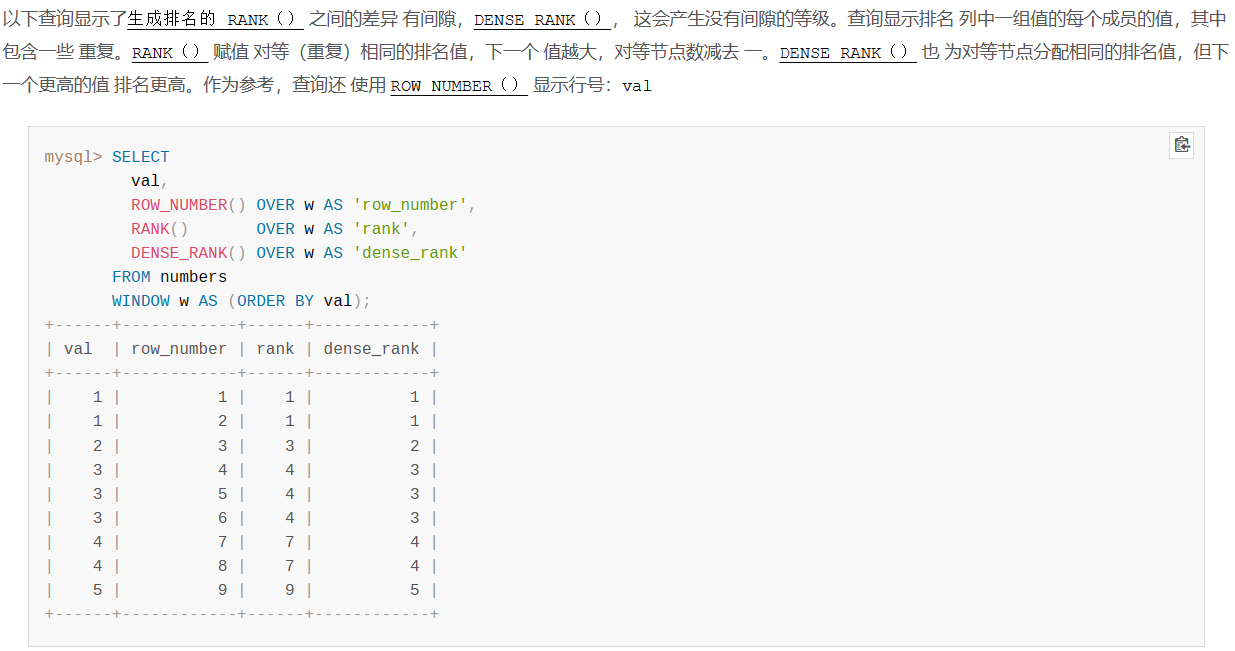 以下查询显示了生成排名的 RANK（） 之间的差异 有间隙，DENSE_RANK（）， 这会产生没有间隙的等级。查询显示排名 列中一组值的每个成员的值，其中
包含一些 重复。RANK（） 赋值 对等（重复）相同的排名值，下一个 值越大，对等节点数减去 一。DENSE_RANK（） 也 为对等节点分配相同的排名值，但下
一个更高的值 排名更高。作为参考，查询还 使用 ROW_NUMBER（） 显示行号：val
mysql> SELECT
         val,
         ROW_NUMBER() OVER w AS 'row_number',
         RANK()       OVER w AS 'rank',
         DENSE_RANK() OVER w AS 'dense_rank'
       FROM numbers
       WINDOW w AS (ORDER BY val);
+------+------------+------+------------+
| val  | row_number | rank | dense_rank |
+------+------------+------+------------+
|    1 |          1 |    1 |          1 |
|    1 |          2 |    1 |          1 |
|    2 |          3 |    3 |          2 |
|    3 |          4 |    4 |          3 |
|    3 |          5 |    4 |          3 |
|    3 |          6 |    4 |          3 |
|    4 |          7 |    7 |          4 |
|    4 |          8 |    7 |          4 |
|    5 |          9 |    9 |          5 |
+------+------------+------+------------+